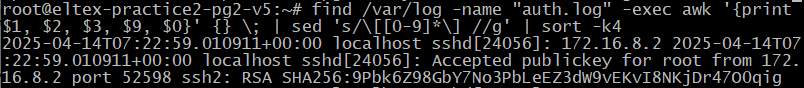 root@eltex-practice2-pg2-v5:~# find /var/log -name "auth.log" -exec awk '{print
$1, $2, $3, $9, $0}' {} \; | sed 's/\[[0-9]*\] //g' | sort -k4
2025-04-14T07:22:59.010911+00:00 localhost sshd[24056]: 172.16.8.2 2025-04-14T07
:22:59.010911+00:00 localhost sshd[24056]: Accepted publickey for root from 172.
16.8.2 port 52598 ssh2: RSA SHA256:9Pbk6Z98GbY7No3PbLeEZ3dW9vEKvI8NKjDr47O0qig